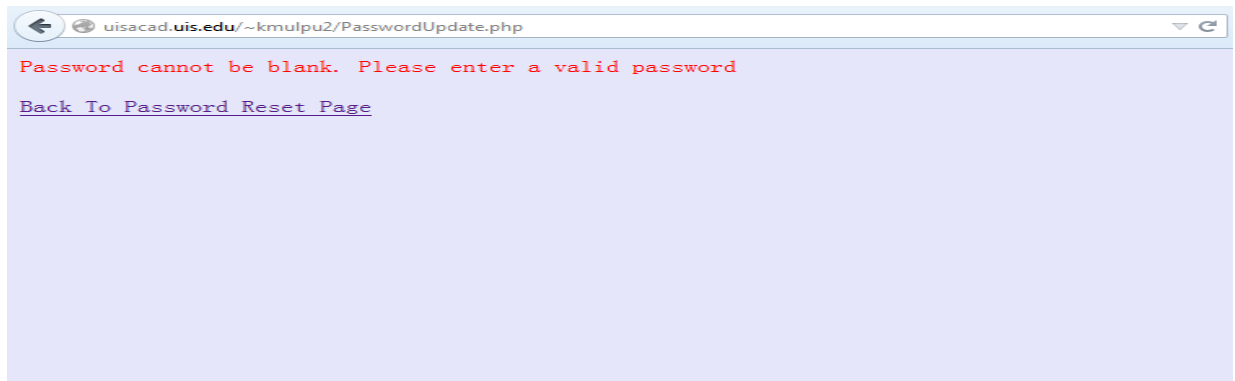 uisacad.uis.edu/~kmulpu2/PasswordUpdate.php
Password cannot be blank. Please enter a valid password
Back To Password Reset Page